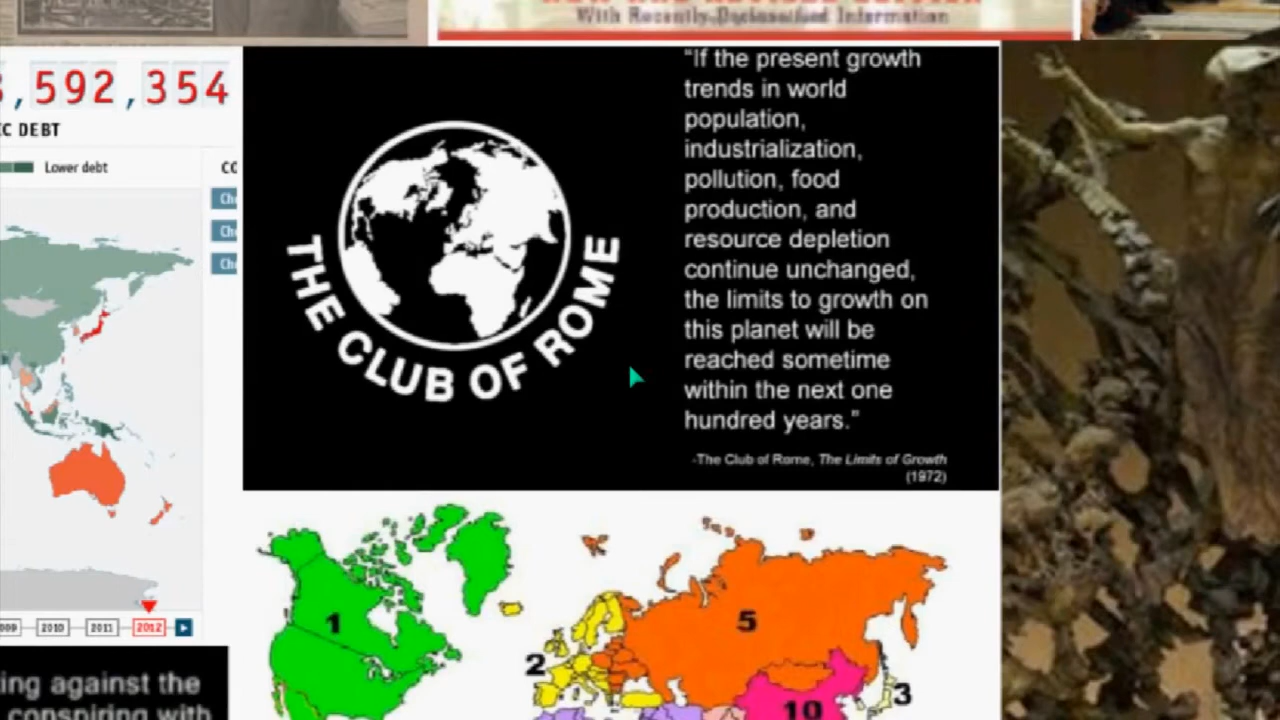 With Recently Declassified Information
,592,354
C DEBT
Lower debt
"If the present growth
trends in world
population,
industrialization,
pollution, food
production, and
resource depletion
continue unchanged,
the limits to growth on
this planet will be
reached sometime
within the next one
hundred years."
-The Club of Rome, The Limits of Growth
(1972)
THE CLUB OF ROME
1
2
5
3
10
2010
2011
2012
ing against the
conspiring with